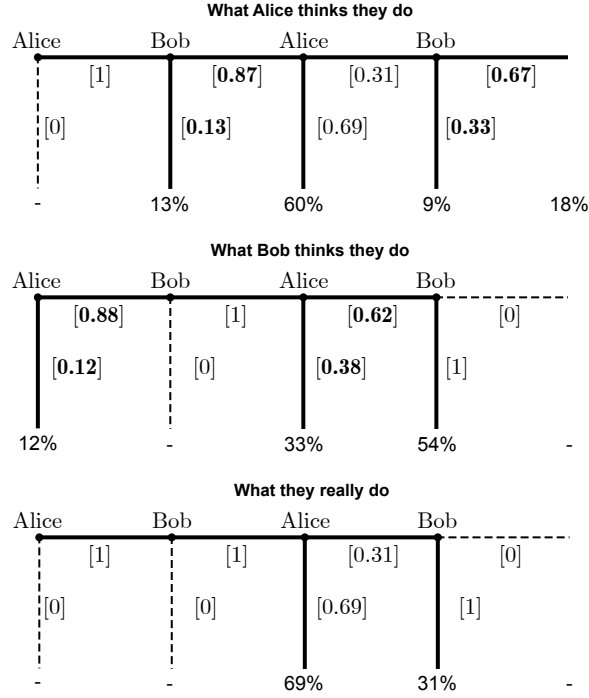 What Alice thinks they do
Alice Bob Alice Bob
[1] [0.87] [0.31] [0.67]
[0] [0.13] [0.69] [0.33]
- 13% 60% 9% 18%
What Bob thinks they do
Alice Bob Alice Bob
[0.88] [1] [0.62] [0]
[0.12] [0] [0.38] [1]
12% - 33% 54% -
What they really do
Alice Bob Alice Bob
[1] [1] [0.31] [0]
[0] [0] [0.69] [1]
- - 69% 31% -